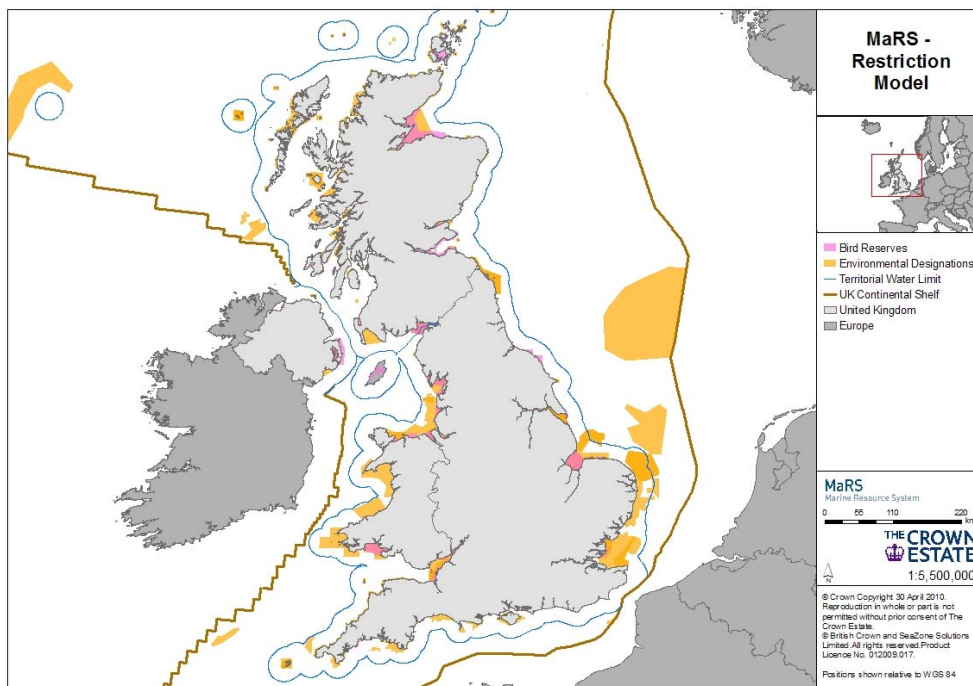 MaRS -
Restriction
Model
Bird Reserves
Environmental Designations
Territorial Water Limit
UK Continental Shelf
United Kingdom
Europe
MaRS
Marine Resource System
0 55 110 220
km
THE CROWN
ESTATE
N
1:5,500,000
© Crown Copyright 30 April 2010.
Reproduction in whole or part is not
permitted without prior consent of The
Crown Estate.
© British Crown and SeaZone Solutions
Limited.All rights reserved.Product
Licence No. 012009.017.
Positions shown relative to WGS 84